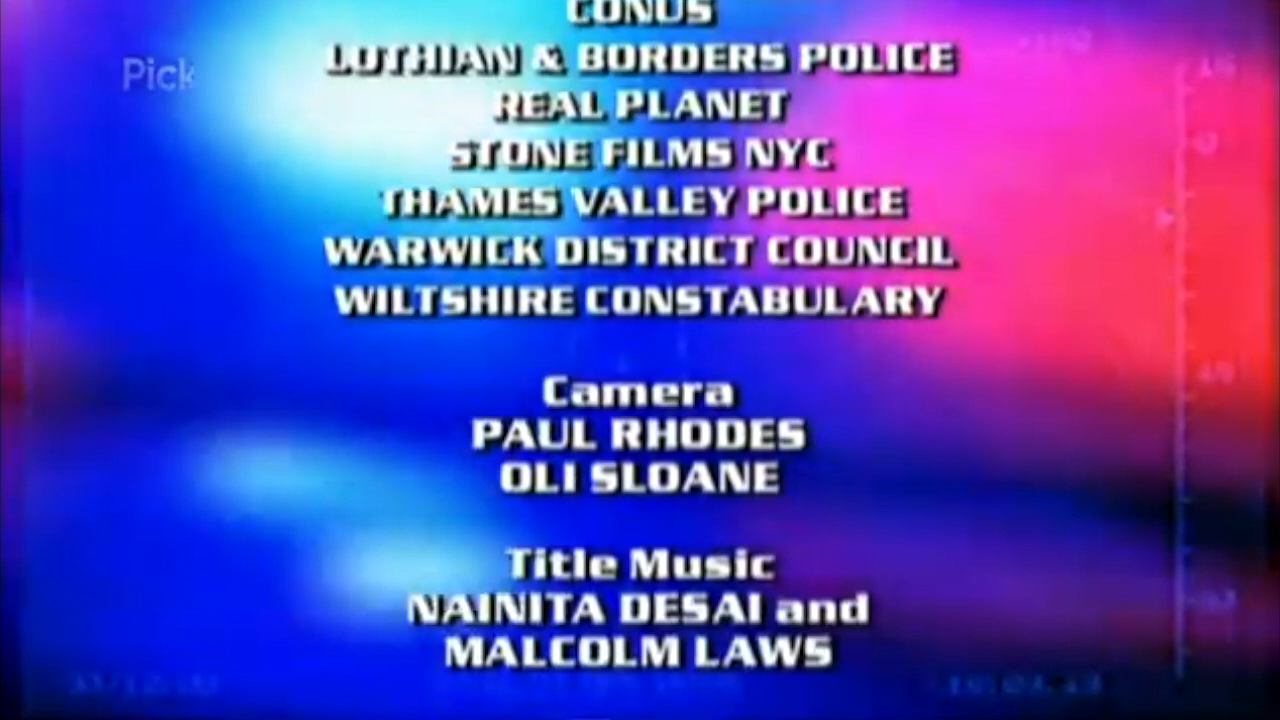 CONUS
Pick
LOTHIAN & BORDERS POLICE
REAL PLANET
STONE FILMS NYC
THAMES VALLEY POLICE
WARWICK DISTRICT COUNCIL
WILTSHIRE CONSTABULARY
Camera
PAUL RHODES
OLI SLOANE
Title Music
NAINITA DESAI and
MALCOLM LAWS